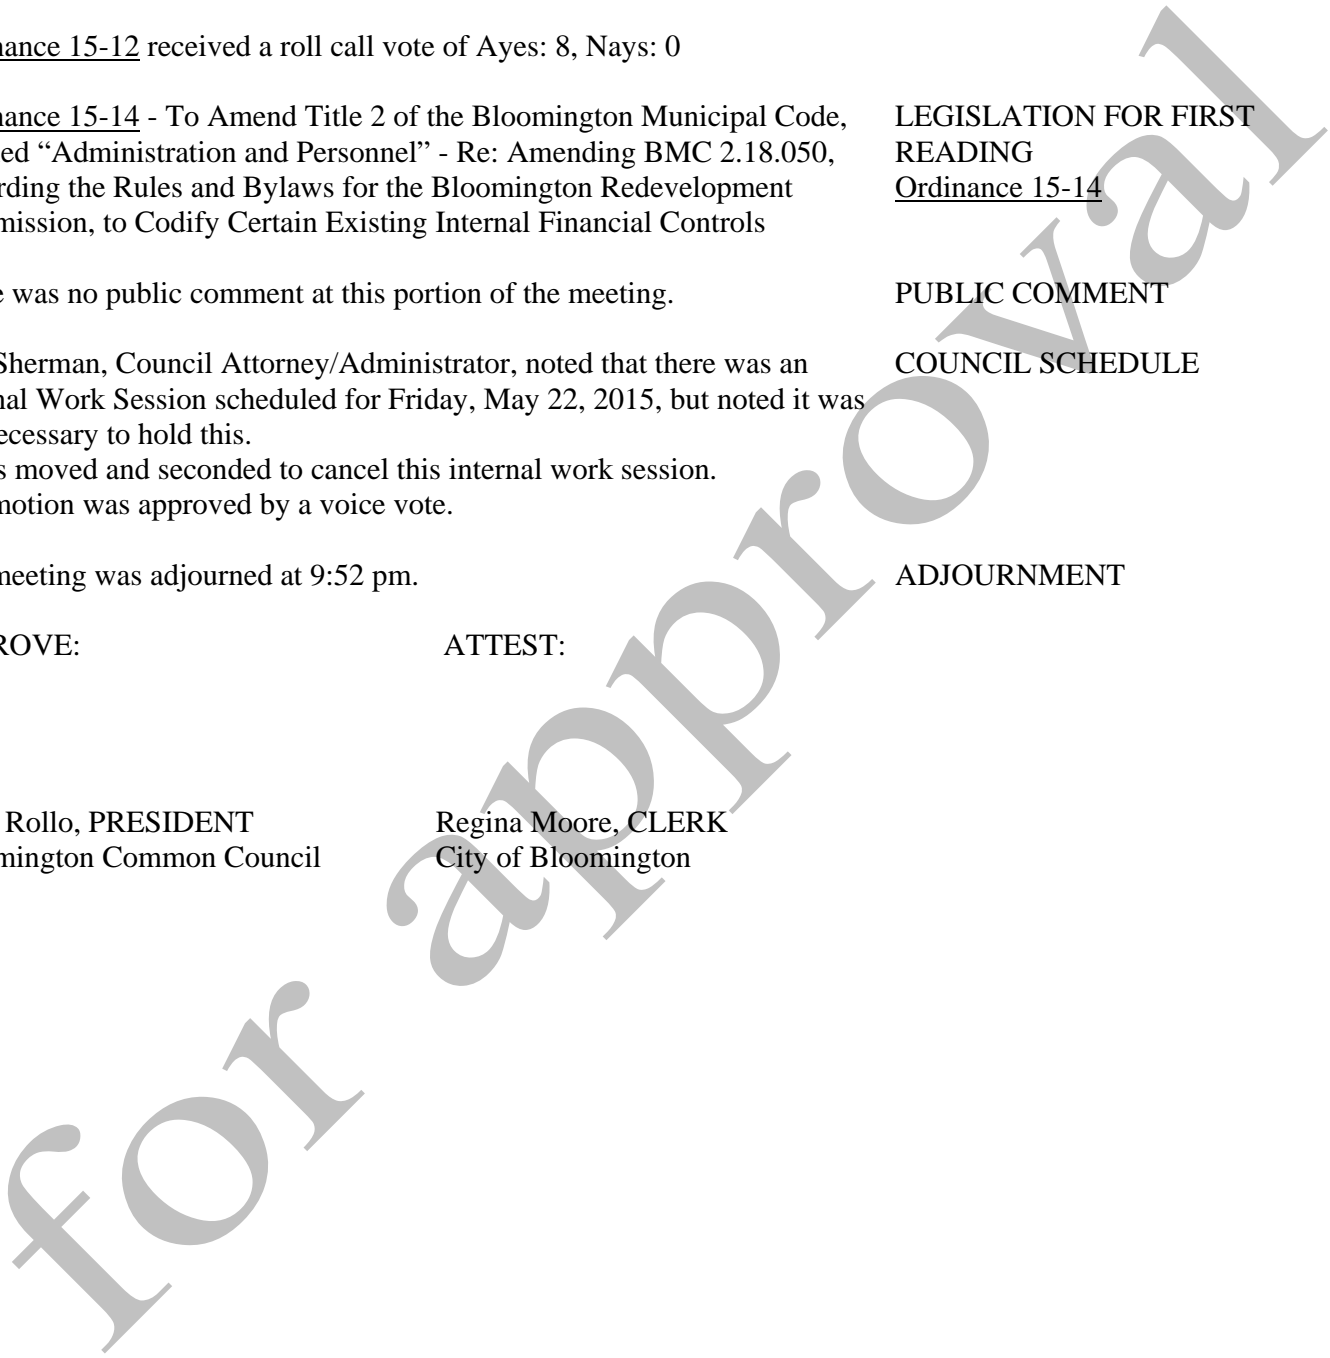 nance 15-12 received a roll call vote of Ayes: 8, Nays: 0
nance 15-14 - To Amend Title 2 of the Bloomington Municipal Code,
ed “Administration and Personnel” - Re: Amending BMC 2.18.050,
rding the Rules and Bylaws for the Bloomington Redevelopment
mission, to Codify Certain Existing Internal Financial Controls
LEGISLATION FOR FIRST
READING
Ordinance 15-14
e was no public comment at this portion of the meeting.
PUBLIC COMMENT
Sherman, Council Attorney/Administrator, noted that there was an
nal Work Session scheduled for Friday, May 22, 2015, but noted it was
ecessary to hold this.
s moved and seconded to cancel this internal work session.
motion was approved by a voice vote.
COUNCIL SCHEDULE
meeting was adjourned at 9:52 pm.
ADJOURNMENT
ROVE:
ATTEST:
Rollo, PRESIDENT
mington Common Council
Regina Moore, CLERK
City of Bloomington
for approval